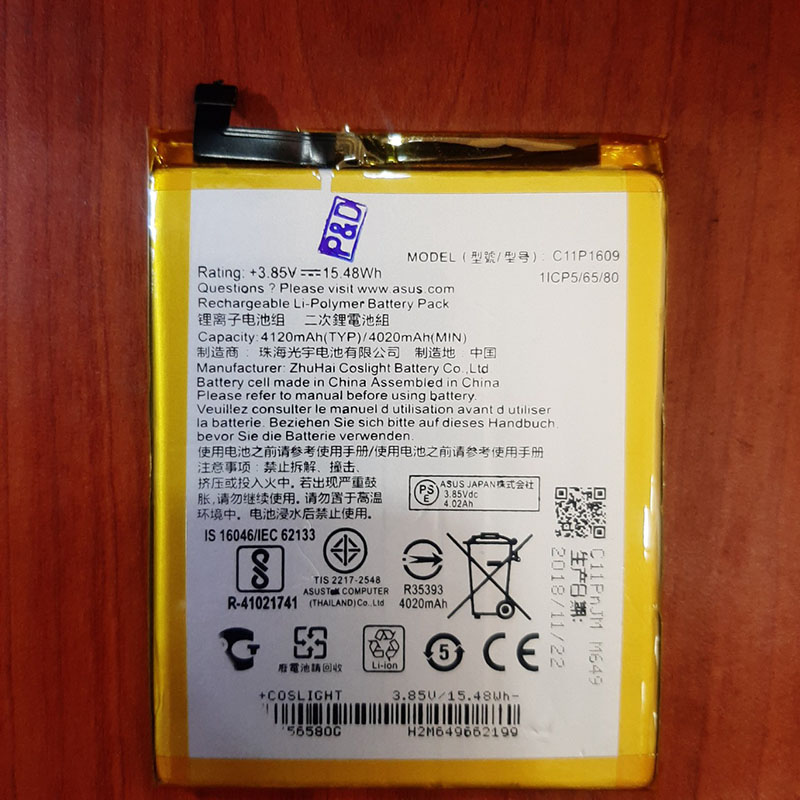 P&D
MODEL (型號/型号): C11P1609
1ICP5/65/80
Rating: +3.85V⎓15.48Wh
Questions ? Please visit www.asus.com
Rechargeable Li-Polymer Battery Pack
锂离子电池组 二次鋰電池組
Capacity: 4120mAh(TYP)/4020mAh(MIN)
制造商: 珠海光宇电池有限公司 制造地: 中国
Manufacturer: ZhuHai Coslight Battery Co.,Ltd
Battery cell made in China Assembled in China
Please refer to manual before using battery.
Veuillez consulter le manuel d utilisation avant d utiliser
la batterie. Beziehen Sie sich bitte auf dieses Handbuch,
bevor Sie die Batterie verwenden.
使用电池之前请参考使用手册/使用電池之前請參考使用手冊
注意事项: 禁止拆解、撞击、
挤压或投入火中。若出现严重鼓
胀,请勿继续使用。请勿置于高温
环境中。电池浸水后禁止使用。
PSE
ASUS JAPAN株式会社
3.85Vdc
4.02Ah
IS 16046/IEC 62133
R-41021741
TIS 2217-2548
ASUSTeK COMPUTER
(THAILAND) Co.,Ltd
R35393
4020mAh
C11PnJM M649
生产日期:
2018/11/22
廢電池請回收
Li-ion
5
CE
+COSLIGHT 3.85V/15.48Wh-
56580G H2M649662199